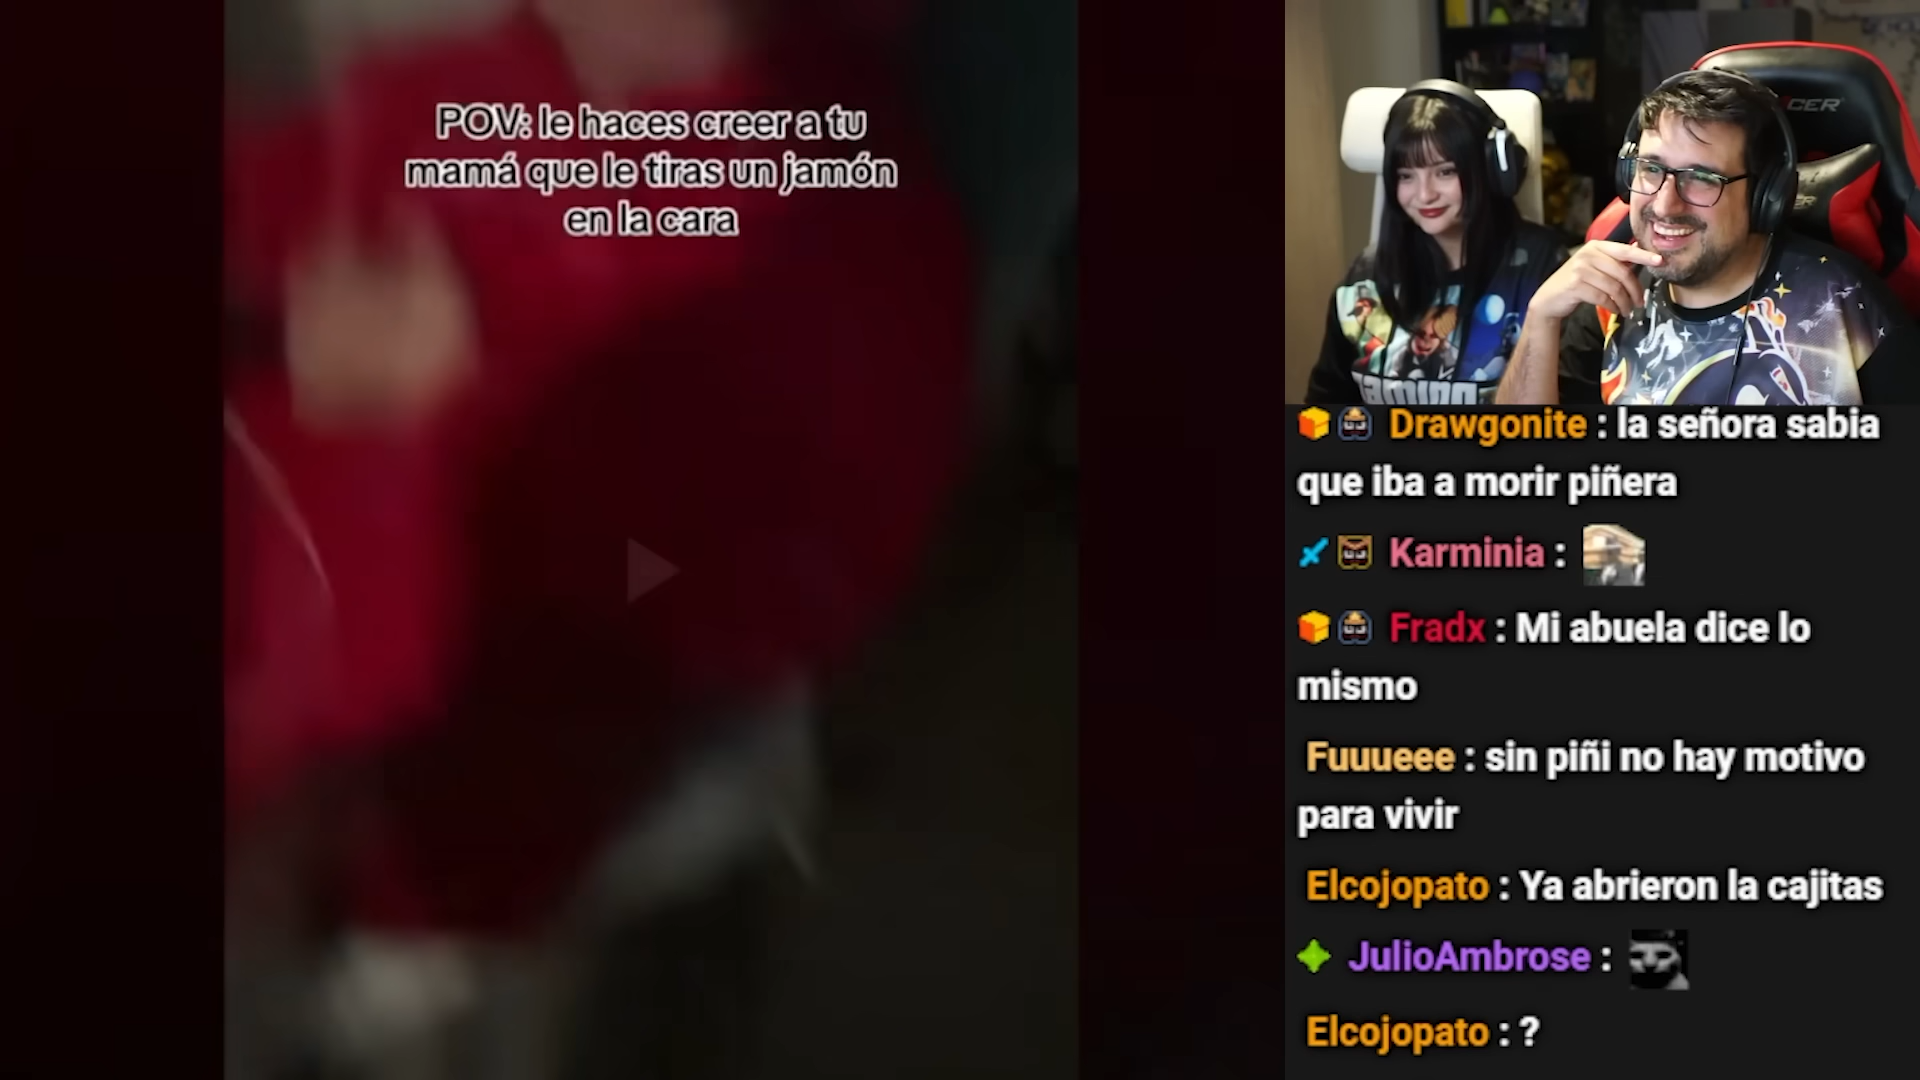 POV: le haces creer a tu
mamá que le tiras un jamón
en la cara
Drawgonite : la señora sabia
que iba a morir piñera
Karminia :
Fradx : Mi abuela dice lo
mismo
Fuuueee : sin piñi no hay motivo
para vivir
Elcojopato : Ya abrieron la cajitas
JulioAmbrose :
Elcojopato : ?